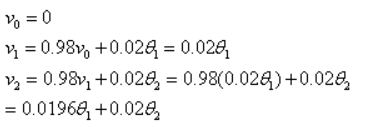 v₀ = 0
v₁ = 0.98v₀ + 0.02θ₁ = 0.02θ₁
v₂ = 0.98v₁ + 0.02θ₂ = 0.98(0.02θ₁) + 0.02θ₂
= 0.0196θ₁ + 0.02θ₂